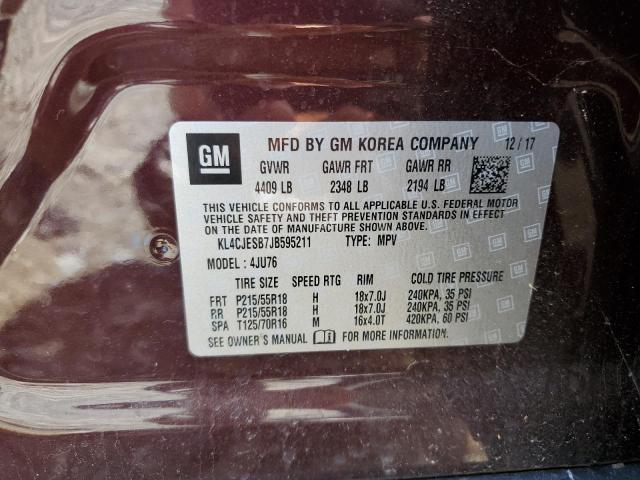 GM MFD BY GM KOREA COMPANY 12/17
GVWR GAWR FRT GAWR RR
4409 LB 2348 LB 2194 LB
THIS VEHICLE CONFORMS TO ALL APPLICABLE U.S. FEDERAL MOTOR
VEHICLE SAFETY AND THEFT PREVENTION STANDARDS IN EFFECT ON
THE DATE OF MANUFACTURE SHOWN ABOVE.
KL4CJESB7JB595211 TYPE: MPV
MODEL : 4JU76
TIRE SIZE SPEED RTG RIM COLD TIRE PRESSURE
FRT P215/55R18 H 18x7.0J 240KPA, 35 PSI
RR P215/55R18 H 18x7.0J 240KPA, 35 PSI
SPA T125/70R16 M 16x4.0T 420KPA, 60 PSI
SEE OWNER'S MANUAL FOR MORE INFORMATION.